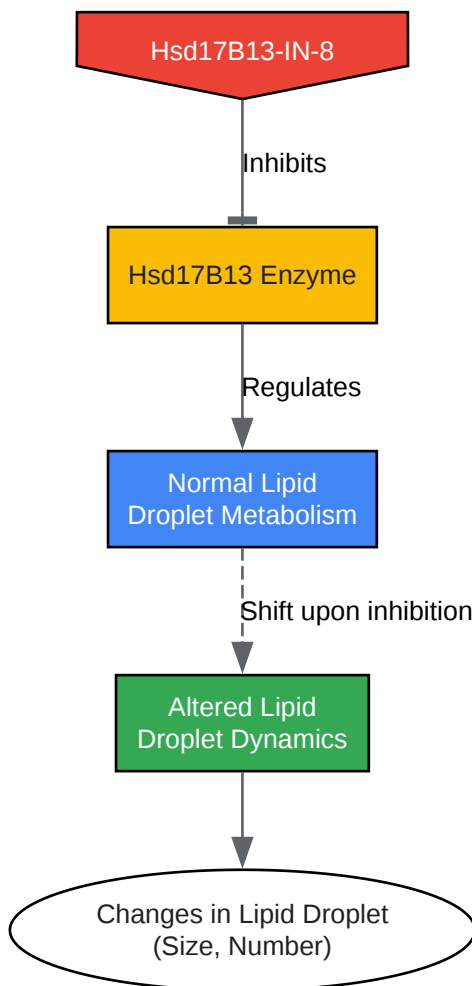 Hsd17B13-IN-8
Inhibits
Hsd17B13 Enzyme
Regulates
Normal Lipid
Droplet Metabolism
Shift upon inhibition
Altered Lipid
Droplet Dynamics
Changes in Lipid Droplet
(Size, Number)